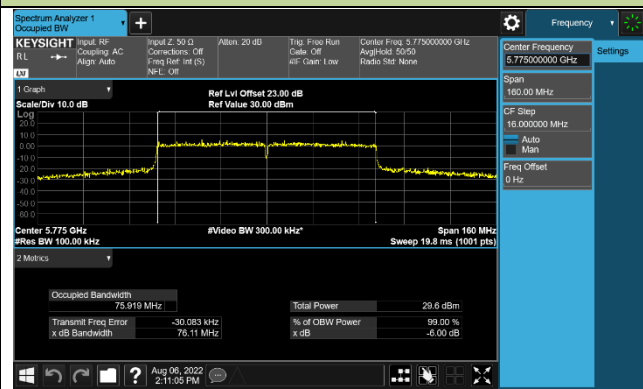 Spectrum Analyzer 1
Occupied BW
Frequency
KEYSIGHT
Input: RF
Coupling: AC
Align: Auto
Input Z: 50 Ω
Corrections: Off
Freq Ref: Int (S)
NFE: Off
Atten: 20 dB
Trig: Free Run
Gate: Off
#IF Gain: Low
Center Freq: 5.775000000 GHz
Avg|Hold: 50/50
Radio Std: None
RL
LXI
Center Frequency
5.775000000 GHz
Settings
Span
160.00 MHz
CF Step
16.000000 MHz
Auto
Man
Freq Offset
0 Hz
1 Graph
Scale/Div 10.0 dB
Ref Lvl Offset 23.00 dB
Ref Value 30.00 dBm
Log
20.0
10.0
0.00
-10.0
-20.0
-30.0
-40.0
-50.0
-60.0
Center 5.775 GHz
#Res BW 100.00 kHz
#Video BW 300.00 kHz*
Span 160 MHz
Sweep 19.8 ms (1001 pts)
2 Metrics
Occupied Bandwidth
75.919 MHz
Total Power 29.6 dBm
Transmit Freq Error -30.083 kHz
% of OBW Power 99.00 %
x dB Bandwidth 76.11 MHz
x dB -6.00 dB
?
Aug 06, 2022
2:11:05 PM